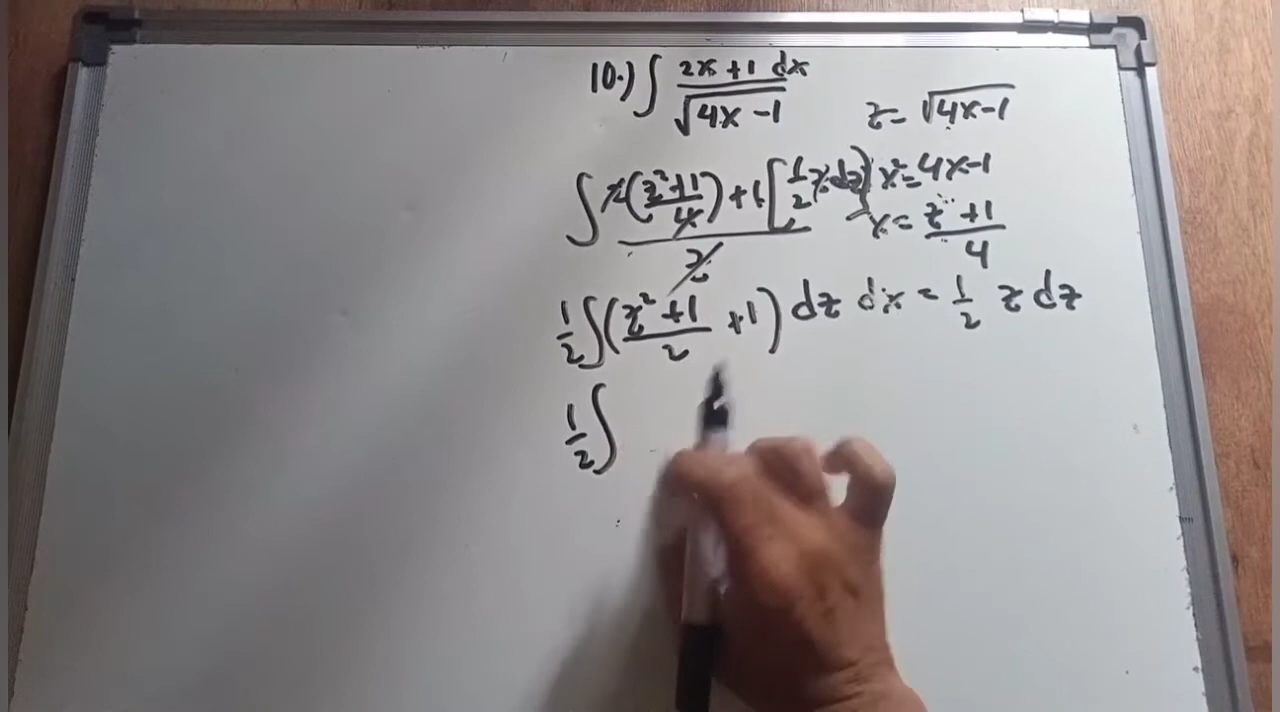 10.) ∫ (2x + 1 dx)/√(4x - 1)
z = √(4x-1)
∫ (2((z²+1)/4) + 1 [1/2 z dz])/z
x² = 4x-1
x = (z² + 1)/4
1/2 ∫ ((z² + 1)/2 + 1) dz
dx = 1/2 z dz
1/2 ∫